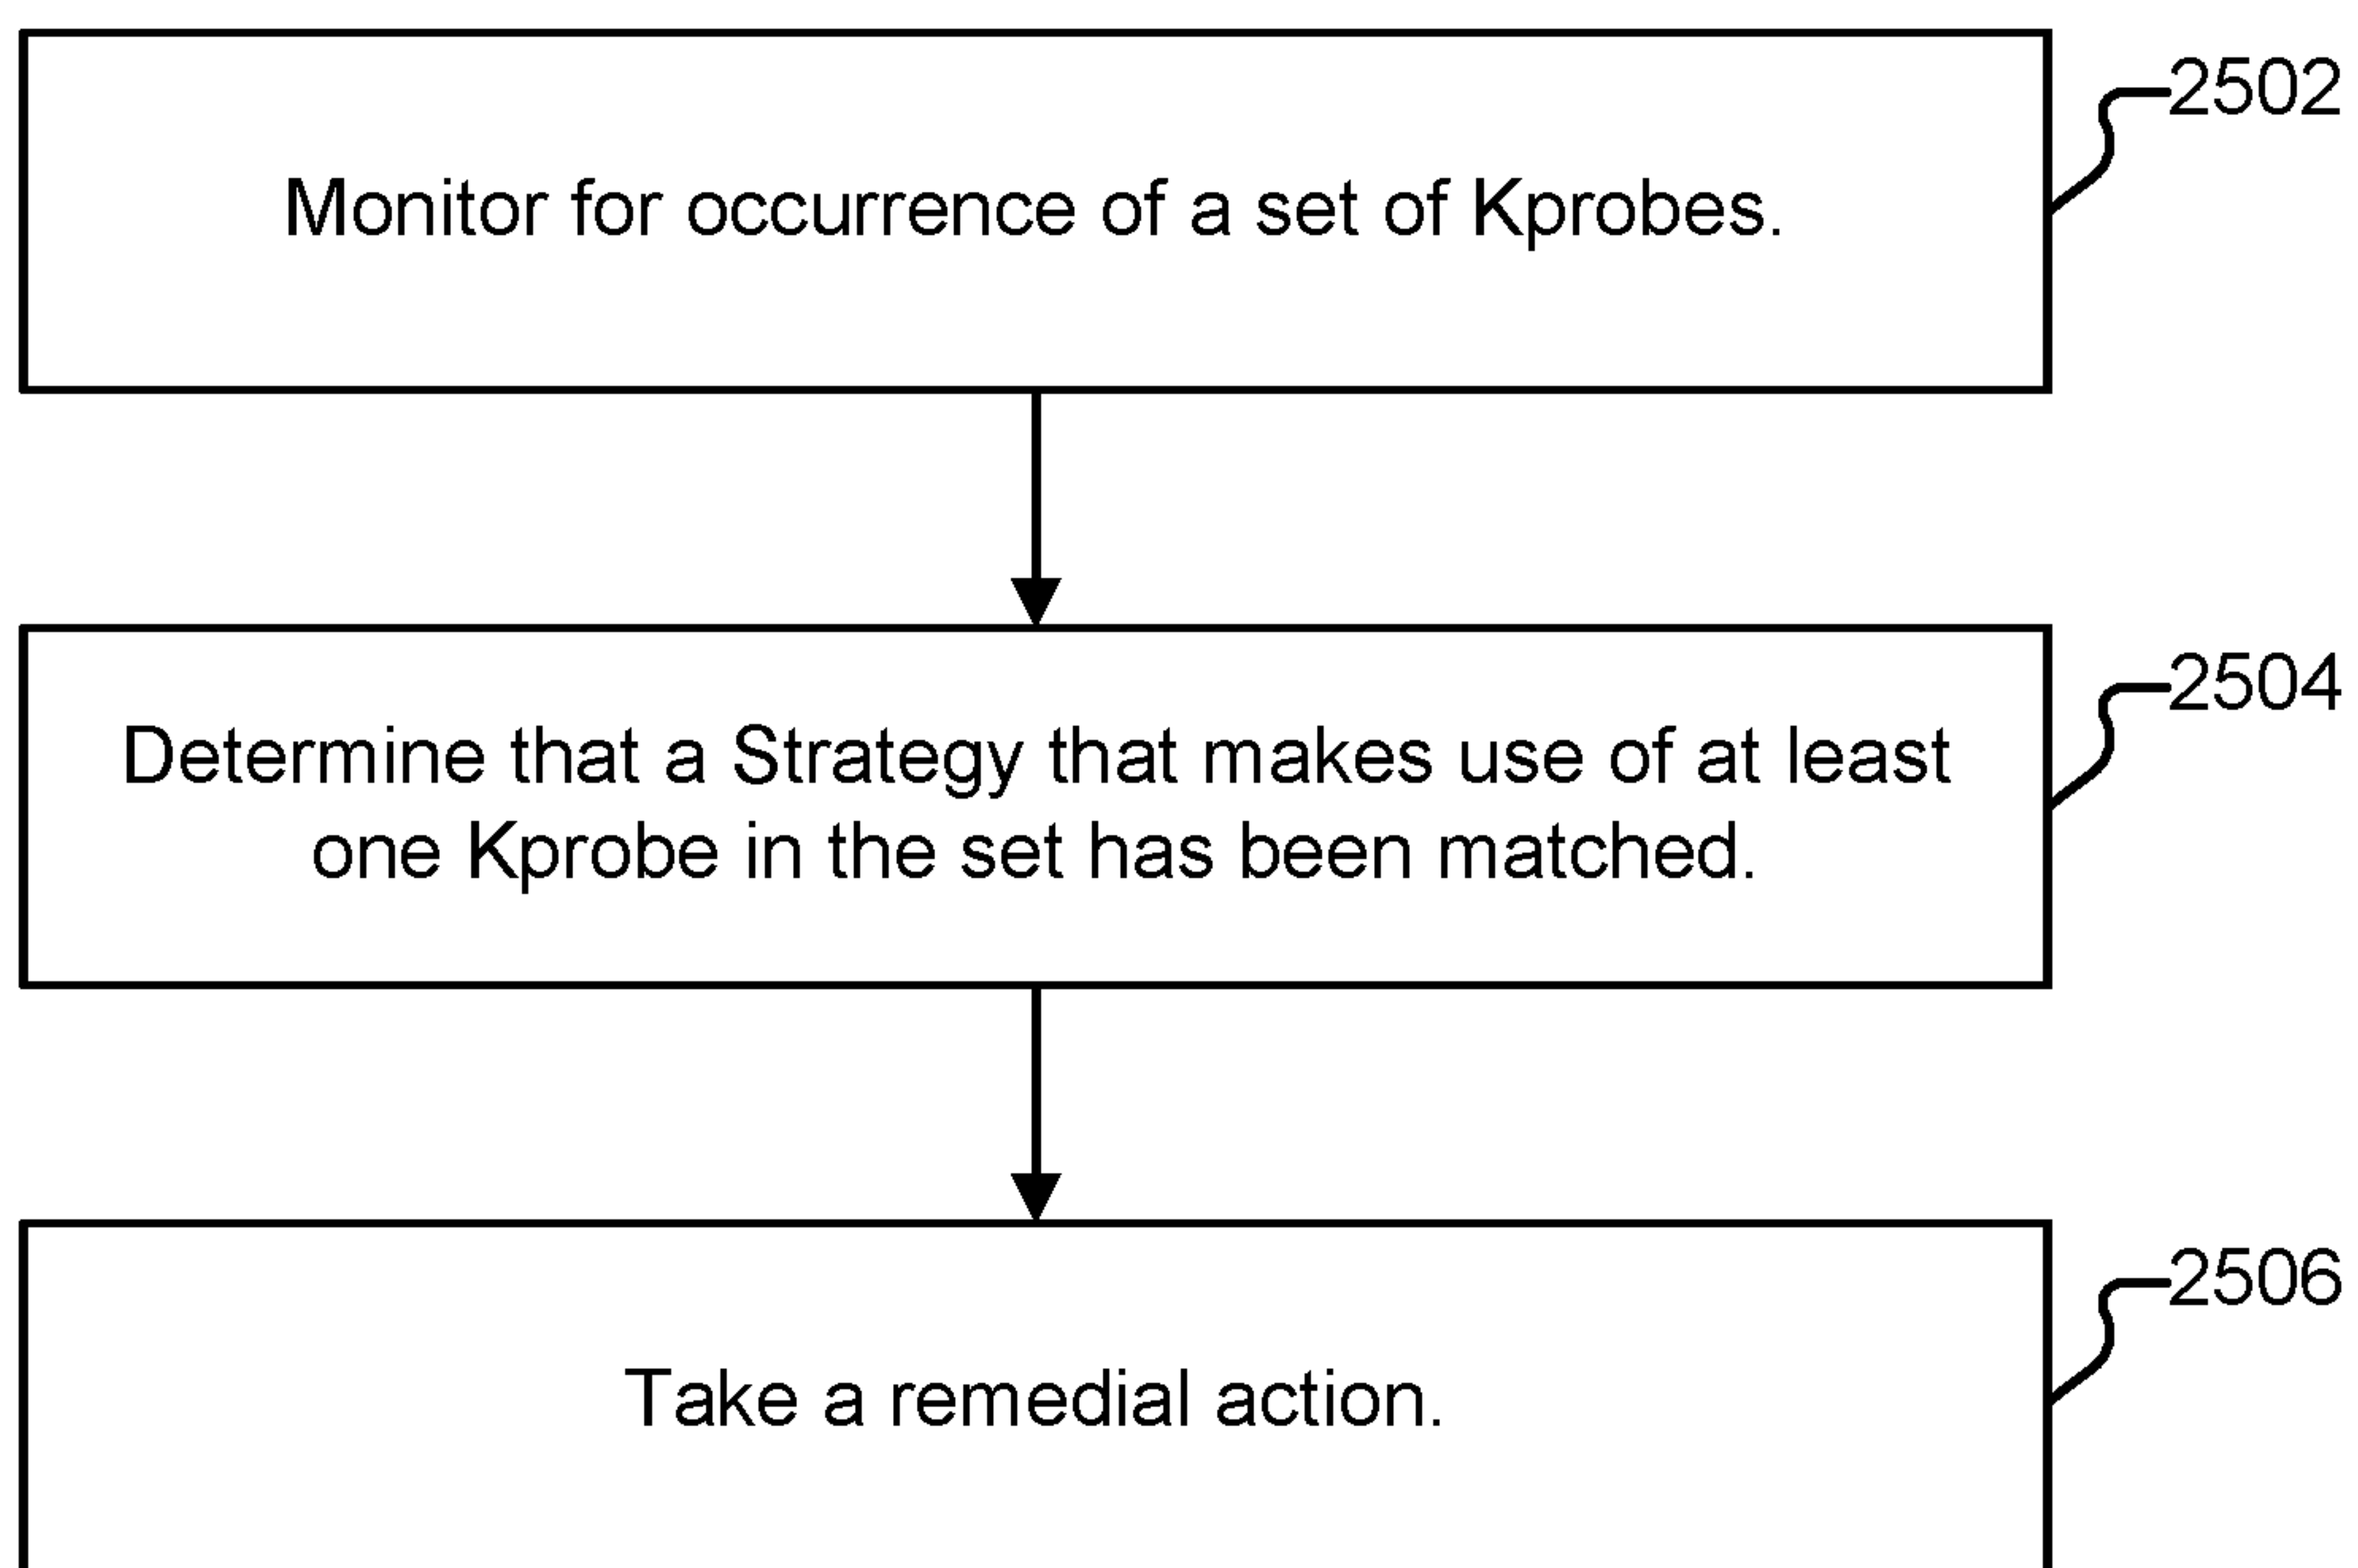 2502
Monitor for occurrence of a set of Kprobes.
2504
Determine that a Strategy that makes use of at least
one Kprobe in the set has been matched.
2506
Take a remedial action.